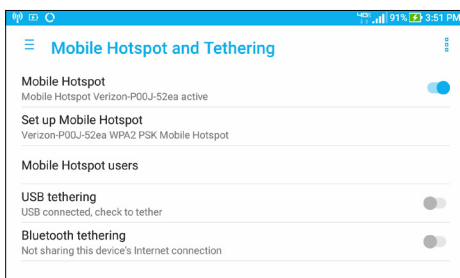 4G 91% 3:51 PM
Mobile Hotspot and Tethering
Mobile Hotspot
Mobile Hotspot Verizon-P00J-52ea active
Set up Mobile Hotspot
Verizon-P00J-52ea WPA2 PSK Mobile Hotspot
Mobile Hotspot users
USB tethering
USB connected, check to tether
Bluetooth tethering
Not sharing this device's Internet connection